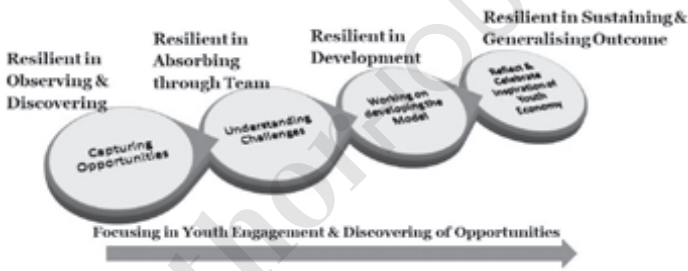 Resilient in
Observing &
Discovering
Capturing
Opportunities
Resilient in
Absorbing
through Team
Understanding
Challenges
Resilient in
Development
Working on
developing the
Model
Resilient in Sustaining &
Generalising Outcome
Reflect &
Celebrate
Inspiration of
Youth
Economy
Focusing in Youth Engagement & Discovering of Opportunities